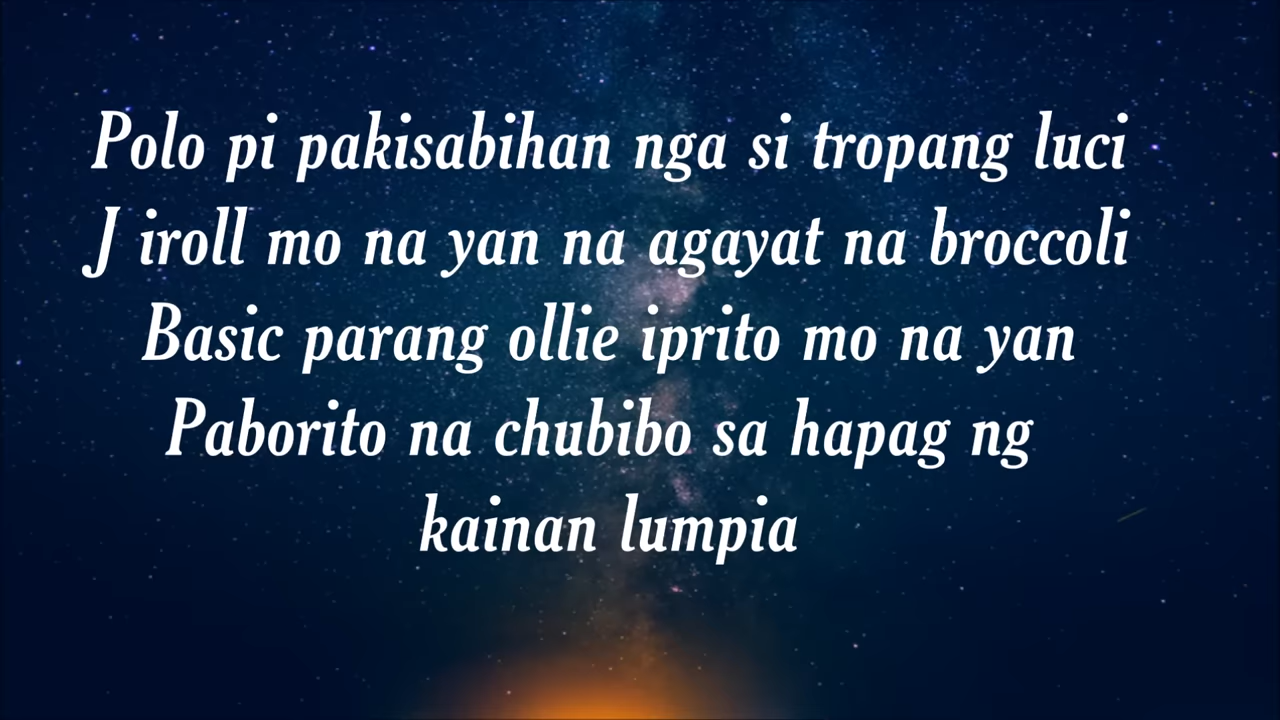 Polo pi pakisabihan nga si tropang luci
J iroll mo na yan na agayat na broccoli
Basic parang ollie iprito mo na yan
Paborito na chubibo sa hapag ng
kainan lumpia